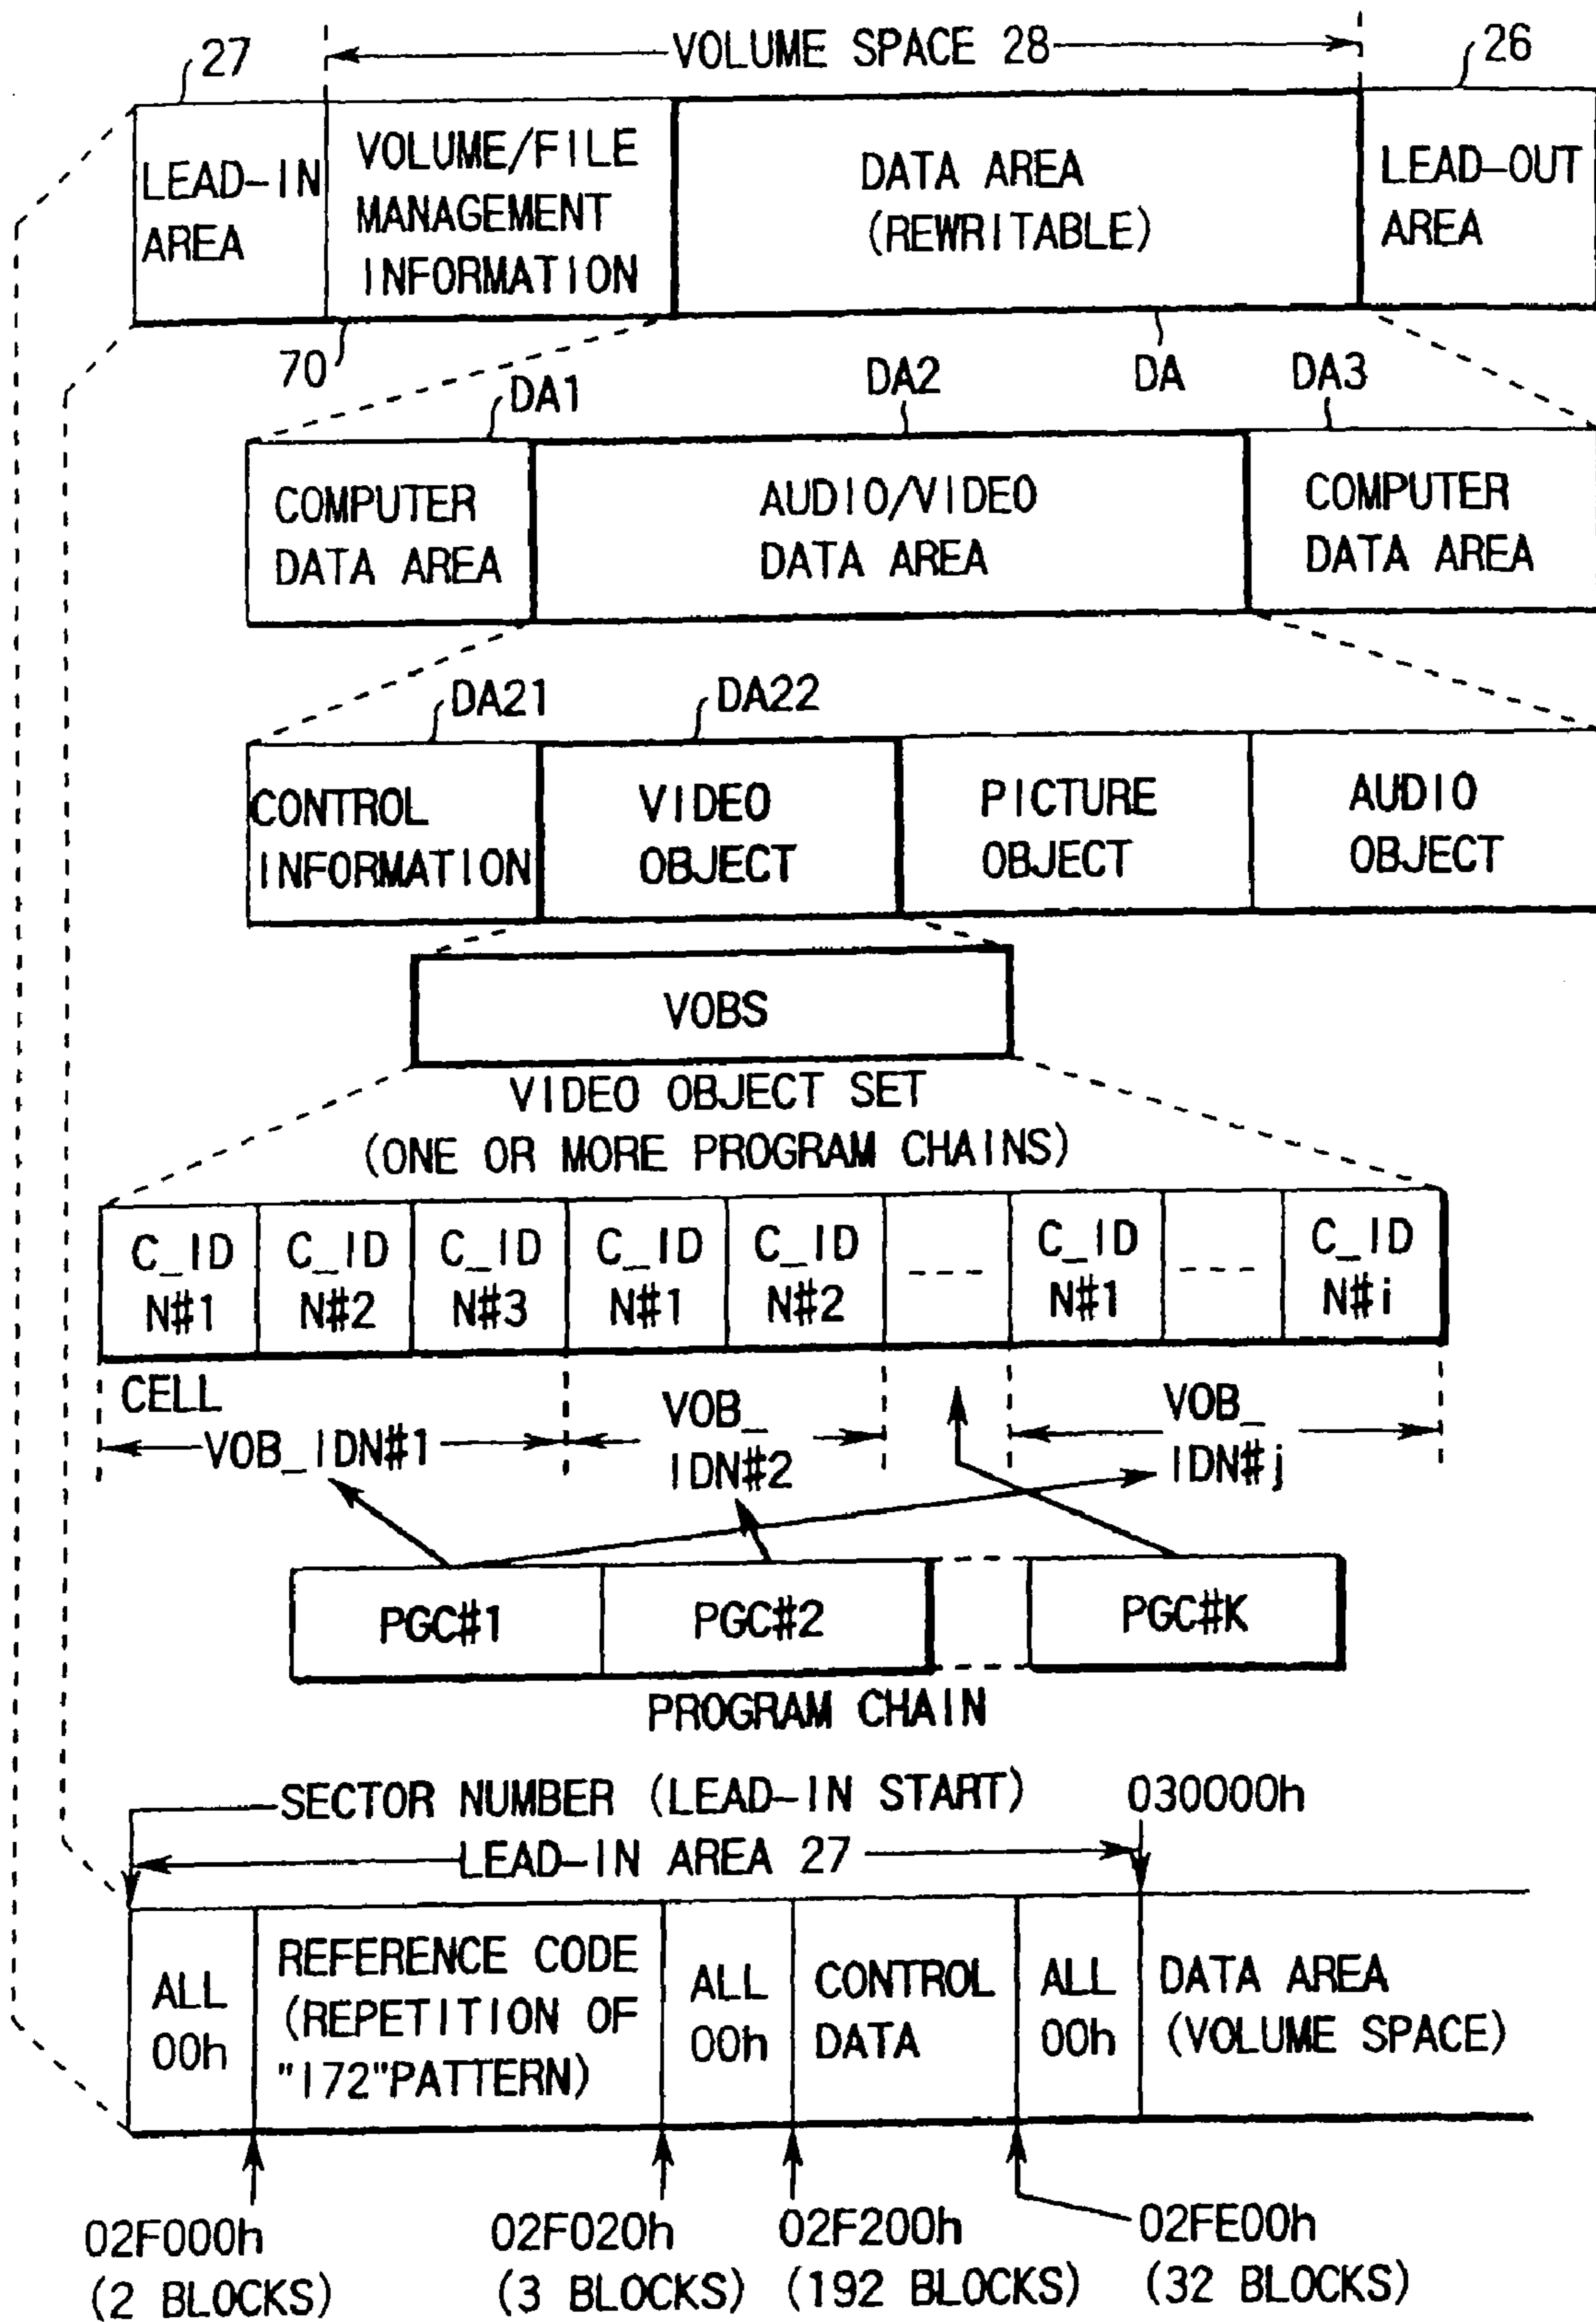 27
VOLUME SPACE 28
26
LEAD-IN
AREA
VOLUME/FILE
MANAGEMENT
INFORMATION
DATA AREA
(REWRITABLE)
LEAD-OUT
AREA
70
DA1
DA2
DA
DA3
COMPUTER
DATA AREA
AUDIO/VIDEO
DATA AREA
COMPUTER
DATA AREA
DA21
DA22
CONTROL
INFORMATION
VIDEO
OBJECT
PICTURE
OBJECT
AUDIO
OBJECT
VOBS
VIDEO OBJECT SET
(ONE OR MORE PROGRAM CHAINS)
C_ID
N#1
C_ID
N#2
C_ID
N#3
C_ID
N#1
C_ID
N#2
----
C_ID
N#1
----
C_ID
N#i
CELL
VOB_IDN#1
VOB_
IDN#2
VOB_
IDN#j
PGC#1
PGC#2
PGC#K
PROGRAM CHAIN
SECTOR NUMBER (LEAD-IN START)
030000h
LEAD-IN AREA 27
ALL
00h
REFERENCE CODE
(REPETITION OF
"172"PATTERN)
ALL
00h
CONTROL
DATA
ALL
00h
DATA AREA
(VOLUME SPACE)
02F000h
(2 BLOCKS)
02F020h
(3 BLOCKS)
02F200h
(192 BLOCKS)
02FE00h
(32 BLOCKS)